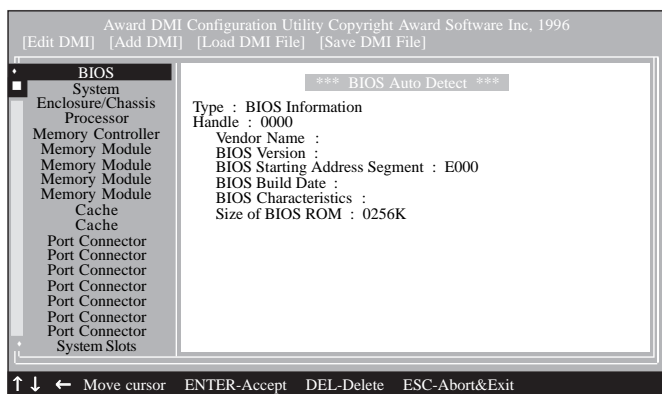 Award DMI Configuration Utility Copyright Award Software Inc, 1996
[Edit DMI] [Add DMI] [Load DMI File] [Save DMI File]
BIOS
System
Enclosure/Chassis
Processor
Memory Controller
Memory Module
Memory Module
Memory Module
Memory Module
Cache
Cache
Port Connector
Port Connector
Port Connector
Port Connector
Port Connector
Port Connector
Port Connector
System Slots
*** BIOS Auto Detect ***
Type : BIOS Information
Handle : 0000
Vendor Name :
BIOS Version :
BIOS Starting Address Segment : E000
BIOS Build Date :
BIOS Characteristics :
Size of BIOS ROM : 0256K
↑↓ ← Move cursor ENTER-Accept DEL-Delete ESC-Abort&Exit